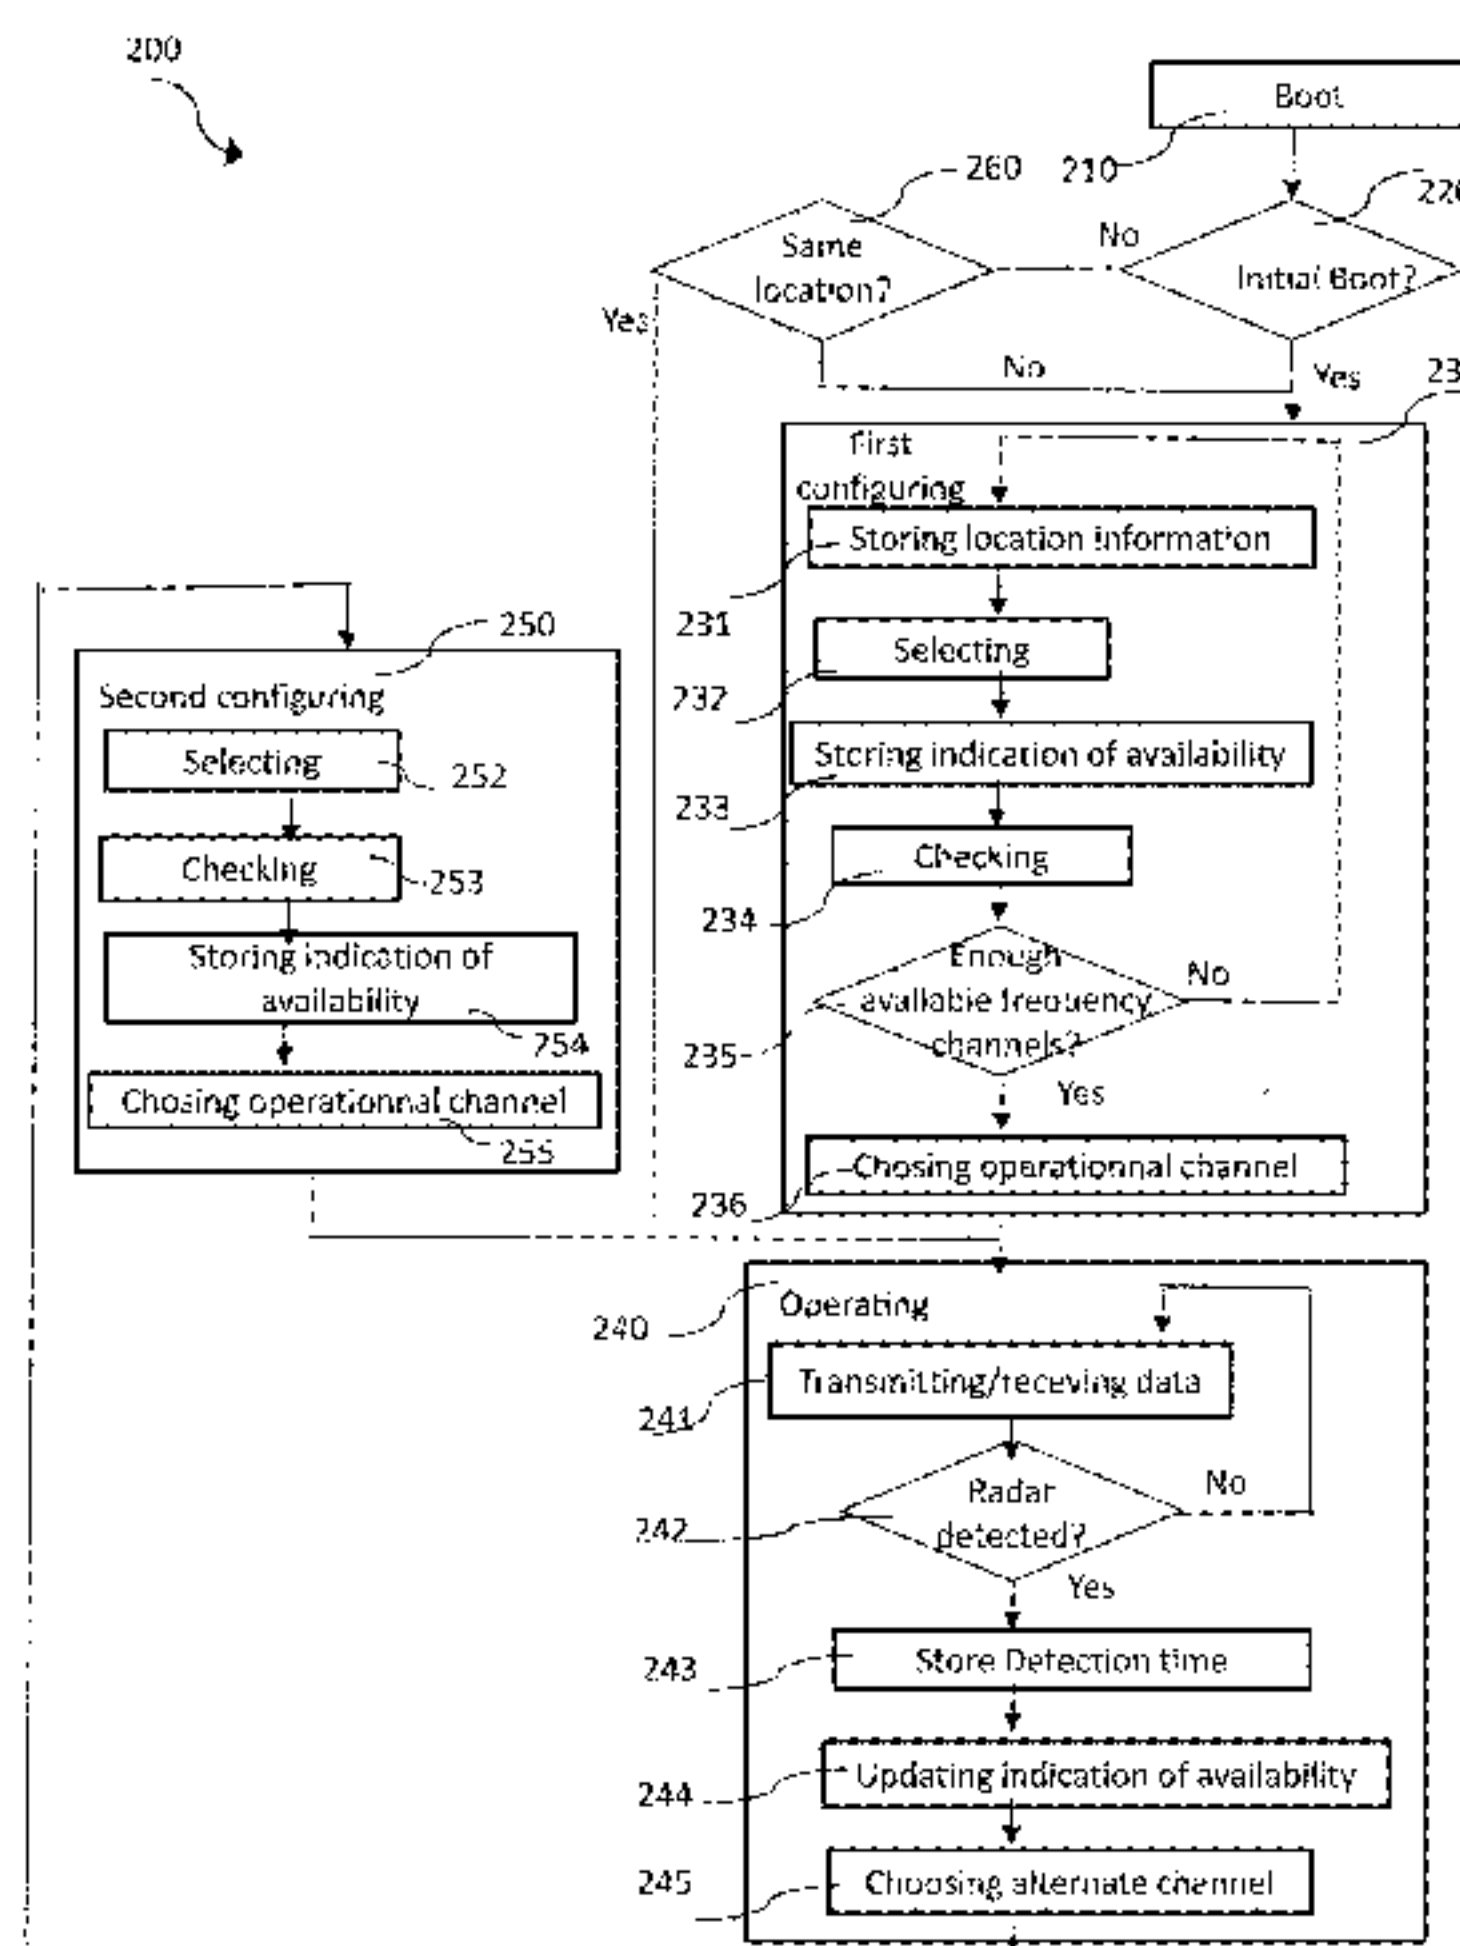 200
Boot
210
260
220
Same
location?
No
Initial Boot?
Yes
No
Yes
23
First
configuring
Storing location information
231
Selecting
232
Storing indication of availability
233
Checking
234
Enough
available frequency
channels?
No
235
Yes
Chosing operationnal channel
236
250
Second configuring
Selecting
252
Checking
253
Storing indication of
availability
254
Chosing operationnal channel
255
240
Operating
Transmitting/receving data
241
Radar
detected?
No
242
Yes
Store Detection time
243
Updating indication of availability
244
Choosing alternate channel
245